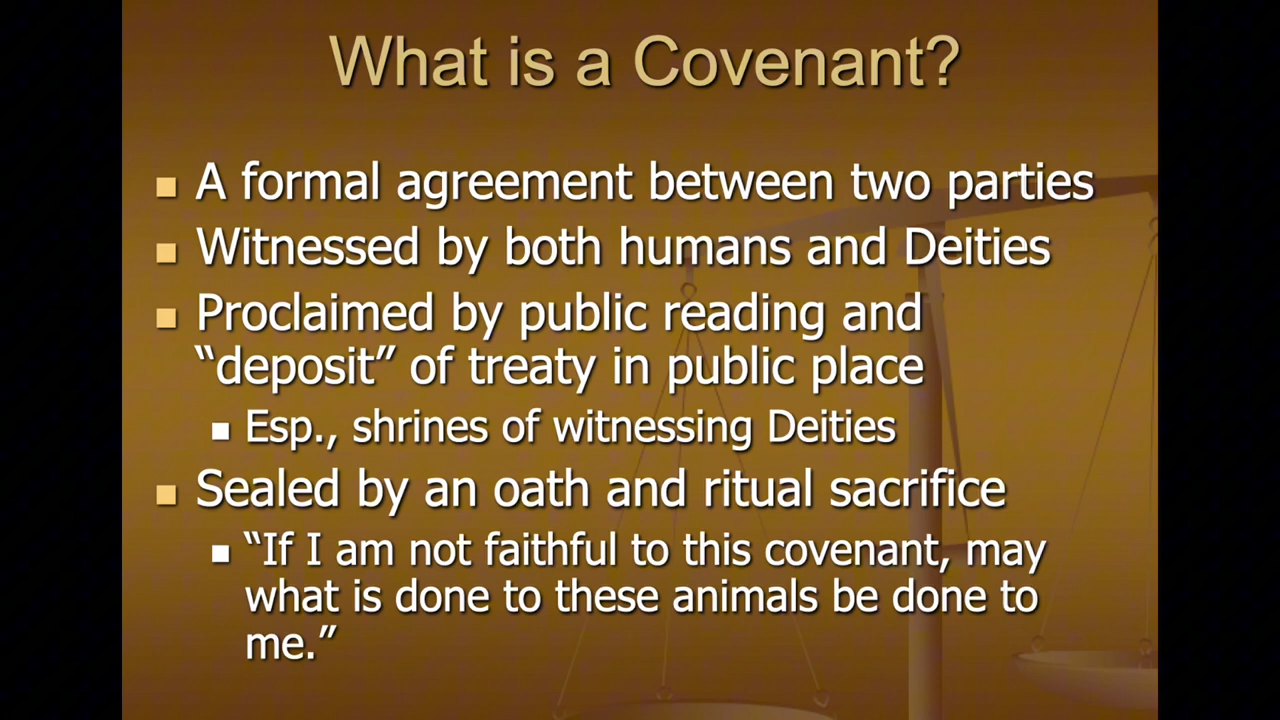 What is a Covenant?
A formal agreement between two parties
Witnessed by both humans and Deities
Proclaimed by public reading and
“deposit” of treaty in public place
Esp., shrines of witnessing Deities
Sealed by an oath and ritual sacrifice
“If I am not faithful to this covenant, may
what is done to these animals be done to
me.”